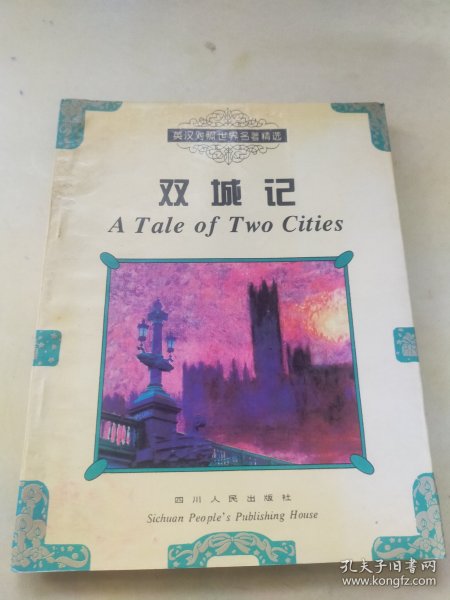 英汉对照世界名著精选
双城记
A Tale of Two Cities
四川人民出版社
Sichuan People's Publishing House
孔夫子旧书网
www.kongfz.com